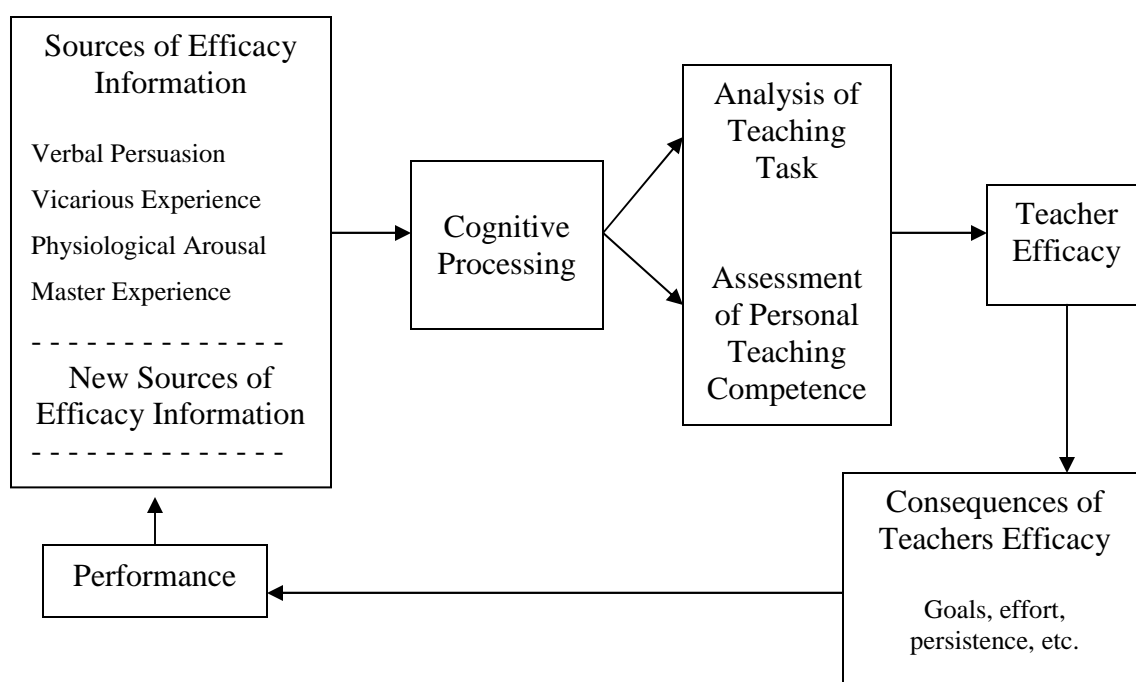 Sources of Efficacy
Information
Verbal Persuasion
Vicarious Experience
Physiological Arousal
Master Experience
- - - - - - - - - - - - - -
New Sources of
Efficacy Information
- - - - - - - - - - - - - -
Cognitive
Processing
Analysis of
Teaching
Task
Assessment
of Personal
Teaching
Competence
Teacher
Efficacy
Consequences of
Teachers Efficacy
Goals, effort,
persistence, etc.
Performance